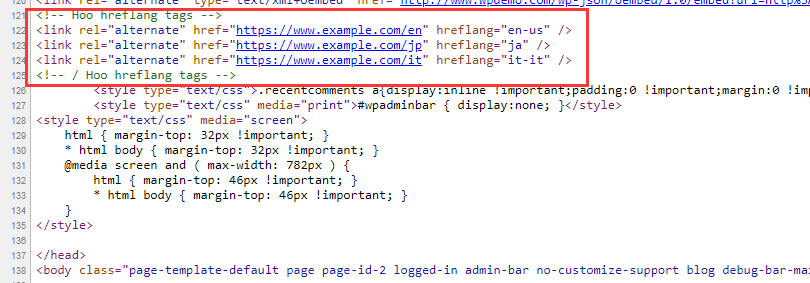 120 <link rel="alternate" type="text/xml+oembed" href="http://www.wpdemo.com/wp-json/oembed/1.0/embed?url=http%3A
121 <!-- Hoo hreflang tags -->
122 <link rel="alternate" href="https://www.example.com/en" hreflang="en-us" />
123 <link rel="alternate" href="https://www.example.com/jp" hreflang="ja" />
124 <link rel="alternate" href="https://www.example.com/it" hreflang="it-it" />
125 <!-- / Hoo hreflang tags -->
126 <style type="text/css">.recentcomments a{display:inline !important;padding:0 !important;margin:0 !imp
127 <style type="text/css" media="print">#wpadminbar { display:none; }</style>
128 <style type="text/css" media="screen">
129 html { margin-top: 32px !important; }
130 * html body { margin-top: 32px !important; }
131 @media screen and ( max-width: 782px ) {
132 html { margin-top: 46px !important; }
133 * html body { margin-top: 46px !important; }
134 }
135 </style>
136
137 </head>
138 <body class="page-template-default page page-id-2 logged-in admin-bar no-customize-support blog debug-bar-max
139